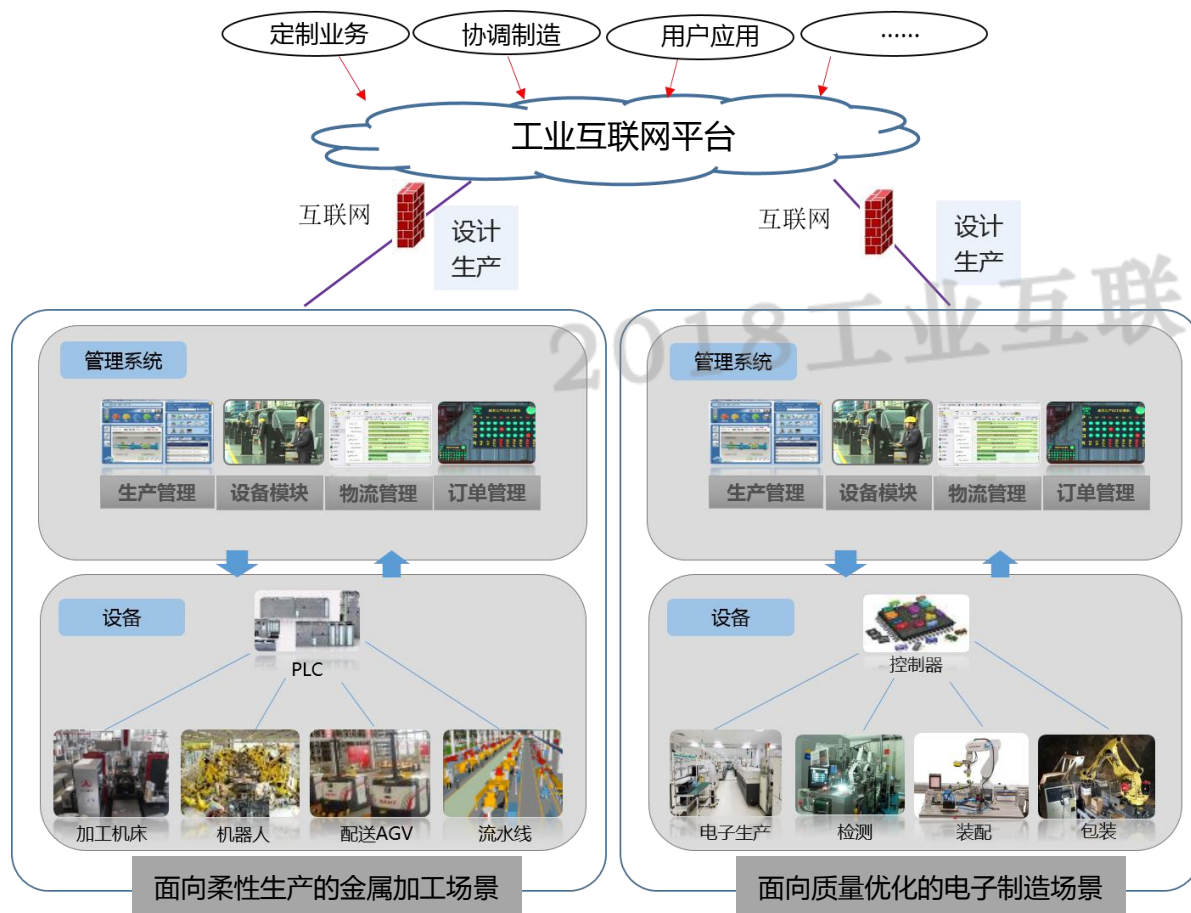 定制业务
协调制造
用户应用
······
工业互联网平台
互联网
设计
生产
互联网
设计
生产
2018工业互联
管理系统
生产管理
设备模块
物流管理
订单管理
管理系统
生产管理
设备模块
物流管理
订单管理
设备
PLC
加工机床
机器人
配送AGV
流水线
设备
控制器
电子生产
检测
装配
包装
面向柔性生产的金属加工场景
面向质量优化的电子制造场景